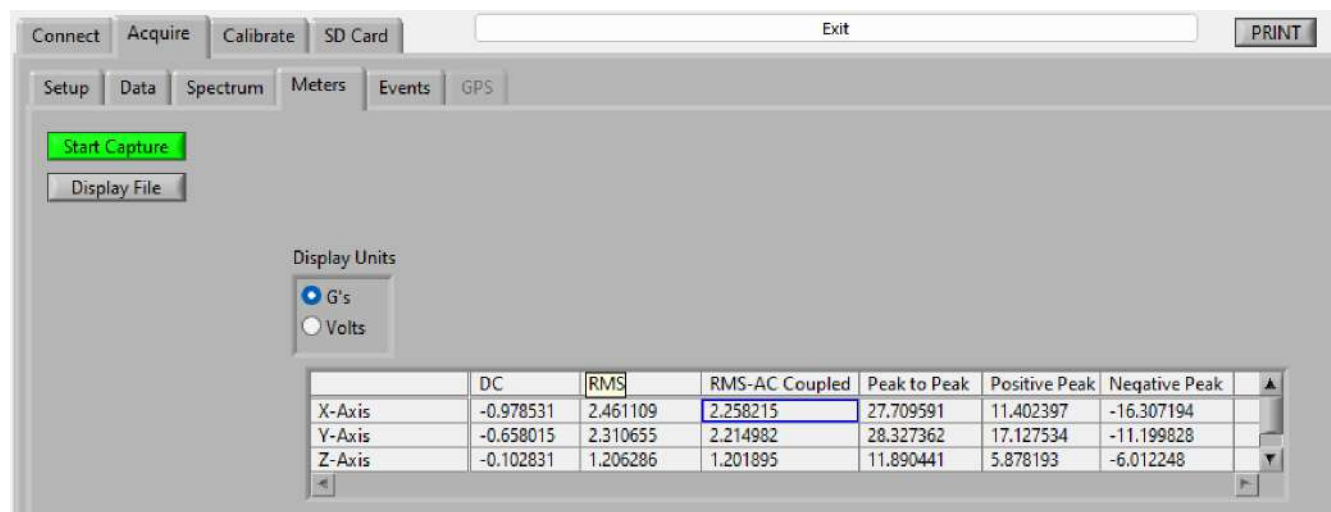 Connect Acquire Calibrate SD Card Exit PRINT
Setup Data Spectrum Meters Events GPS
Start Capture
Display File
Display Units
G's
Volts
DC RMS RMS-AC Coupled Peak to Peak Positive Peak Negative Peak
X-Axis -0.978531 2.461109 2.258215 27.709591 11.402397 -16.307194
Y-Axis -0.658015 2.310655 2.214982 28.327362 17.127534 -11.199828
Z-Axis -0.102831 1.206286 1.201895 11.890441 5.878193 -6.012248